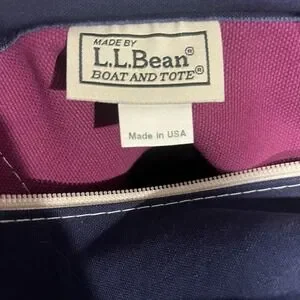 MADE BY
L.L.Bean®
BOAT AND TOTE®
Made in USA